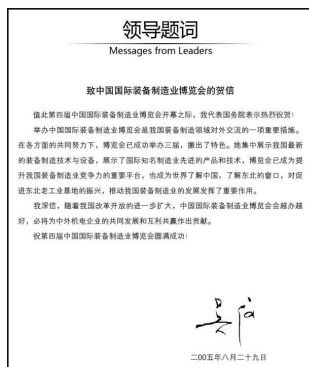 领导题词
Messages from Leaders
致中国国际装备制造业博览会的贺信
值此第四届中国国际装备制造业博览会开幕之际，我代表国务院表示热烈祝贺！
举办中国国际装备制造业博览会是我国装备制造领域对外交流的一项重要措施。
在各方面的共同努力下，博览会已成功举办三届，搬出了特色。她集中展示我国最新
的装备制造技术与设备，展示了国际知名制造业先进的产品和技术，博览会已成为提
升我国装备制造业竞争力的重要平台，也成为世界了解中国，了解东北的窗口，对促
进东北老工业基地的振兴，推动我国装备制造业的发展发挥了重要作用。
我深信，随着我国改革开放的进一步扩大，中国国际装备制造业博览会会越办越
好，必将为中外机电企业的共同发展和互利共赢作出贡献。
祝第四届中国国际装备制造业博览会圆满成功！
吴仪
二00五年八月二十九日